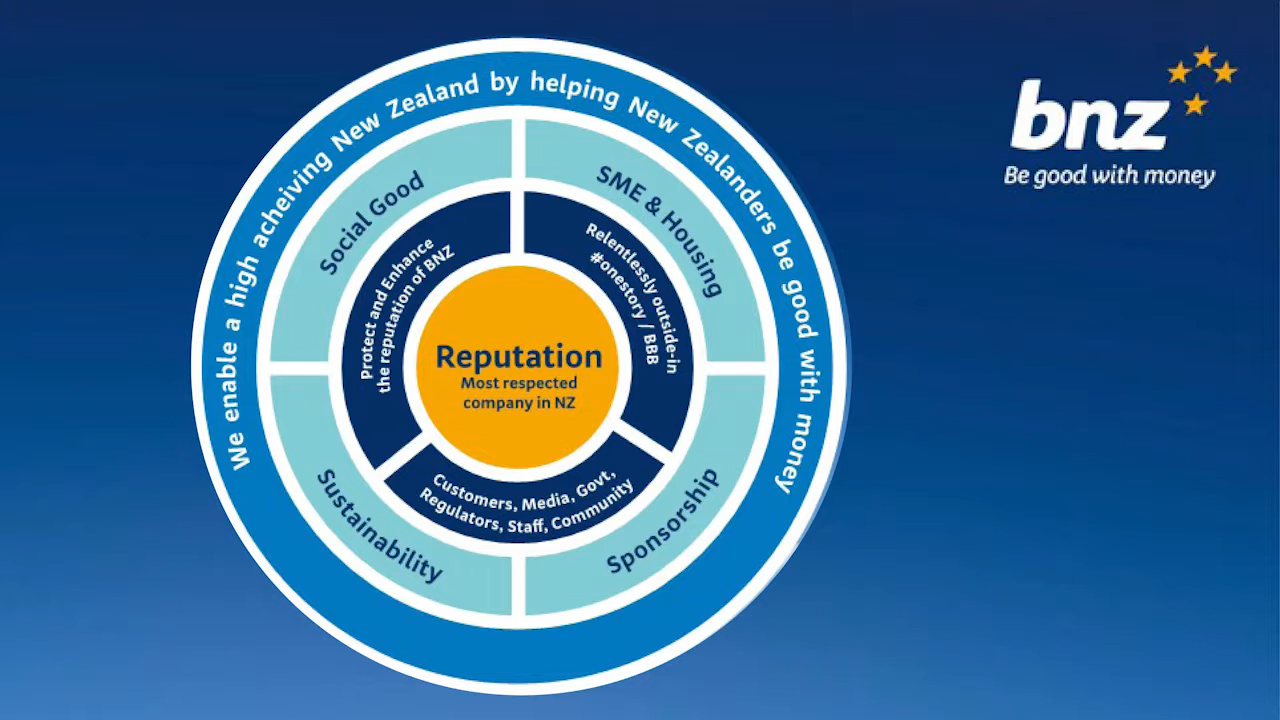 We enable a high acheiving New Zealand by helping New Zealanders be good with money
Social Good
SME & Housing
Protect and Enhance
the reputation of BNZ
Relentlessly outside-in
#onestory / BBB
Reputation
Most respected
company in NZ
Customers, Media, Govt,
Regulators, Staff, Community
Sustainability
Sponsorship
bnz
Be good with money